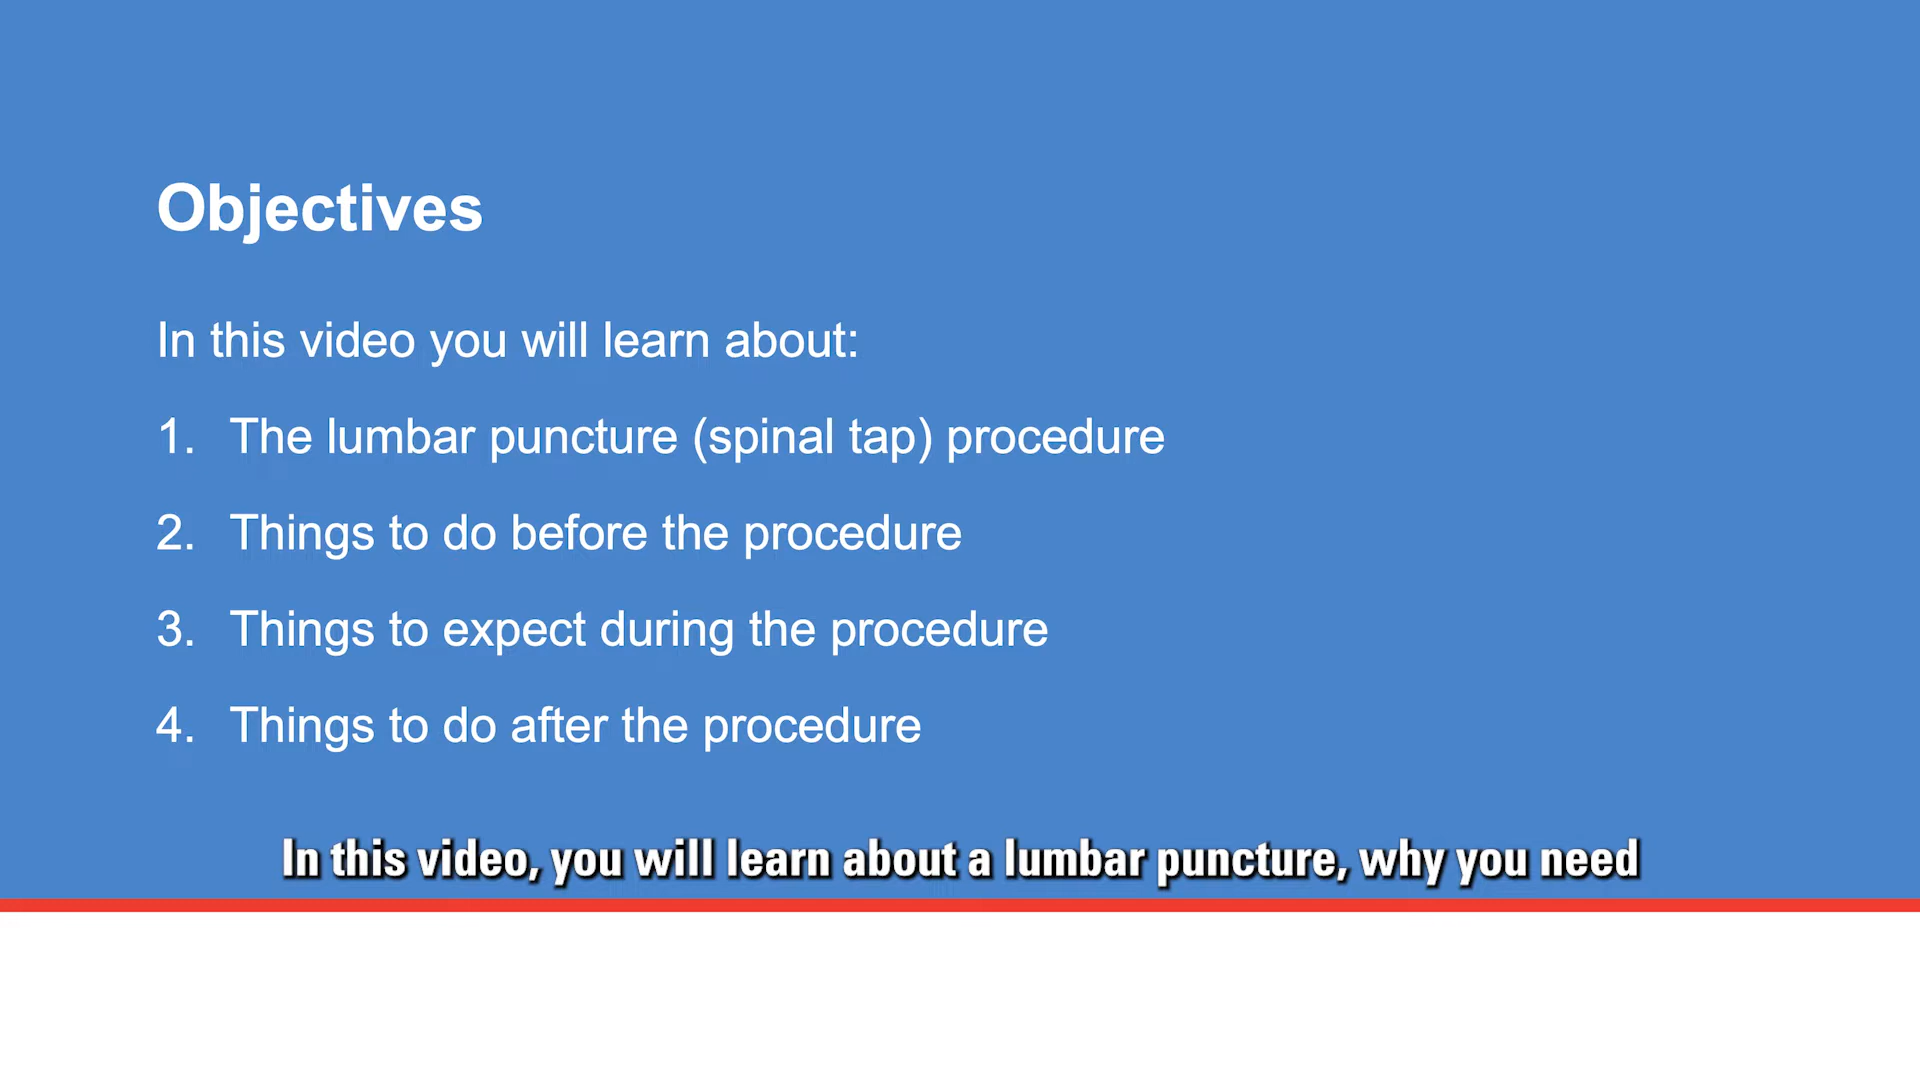 Objectives
In this video you will learn about:
1. The lumbar puncture (spinal tap) procedure
2. Things to do before the procedure
3. Things to expect during the procedure
4. Things to do after the procedure
In this video, you will learn about a lumbar puncture, why you need